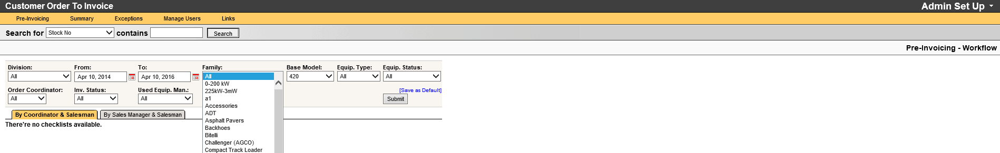 Customer Order To Invoice
Admin Set Up
Pre-Invoicing Summary Exceptions Manage Users Links
Search for Stock No contains Search
Pre-Invoicing - Workflow
Division: From: To: Family: Base Model: Equip. Type: Equip. Status:
All Apr 10, 2014 Apr 10, 2016 All 420 All All
0-200 kW
225kW-3mW
Order Coordinator: Inv. Status: Used Equip. Man.: [Save as Default]
All All All a1 Submit
Accessories
ADT
By Coordinator & Salesman By Sales Manager & Salesman
Asphalt Pavers
There're no checklists available.
Backhoes
Bitelli
Challenger (AGCO)
Compact Track Loader